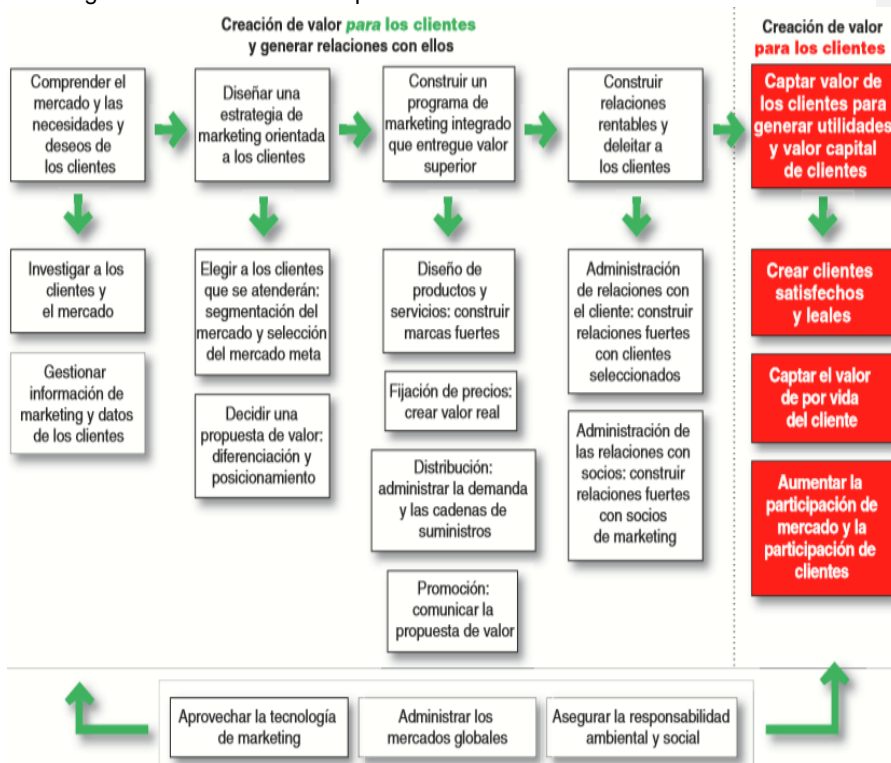 Creación de valor para los clientes
y generar relaciones con ellos
Creación de valor
para los clientes
Comprender el
mercado y las
necesidades y
deseos de
los clientes
Diseñar una
estrategia de
marketing orientada
a los clientes
Construir un
programa de
marketing integrado
que entregue valor
superior
Construir
relaciones
rentables y
deleitar a
los clientes
Captar valor de
los clientes para
generar utilidades
y valor capital
de clientes
Investigar a los
clientes y
el mercado
Gestionar
información de
marketing y datos
de los clientes
Elegir a los clientes
que se atenderán:
segmentación del
mercado y selección
del mercado meta
Decidir una
propuesta de valor:
diferenciación y
posicionamiento
Diseño de
productos y
servicios: construir
marcas fuertes
Fijación de precios:
crear valor real
Distribución:
administrar la demanda
y las cadenas de
suministros
Promoción:
comunicar la
propuesta de valor
Administración
de relaciones con
el cliente: construir
relaciones fuertes
con clientes
seleccionados
Administración de
las relaciones con
socios: construir
relaciones fuertes
con socios
de marketing
Crear clientes
satisfechos
y leales
Captar el valor
de por vida
del cliente
Aumentar la
participación de
mercado y la
participación de
clientes
Aprovechar la tecnología
de marketing
Administrar los
mercados globales
Asegurar la responsabilidad
ambiental y social